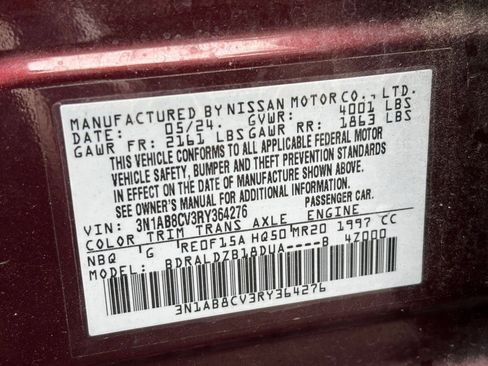 MANUFACTURED BY NISSAN MOTOR CO., LTD.
DATE: 05/24. GVWR: 4001 LBS
GAWR FR: 2161 LBS GAWR RR: 1863 LBS
THIS VEHICLE CONFORMS TO ALL APPLICABLE FEDERAL MOTOR
VEHICLE SAFETY, BUMPER AND THEFT PREVENTION STANDARDS
IN EFFECT ON THE DATE OF MANUFACTURE SHOWN ABOVE.
SEE OWNER'S MANUAL FOR ADDITIONAL INFORMATION.
VIN: 3N1AB8CV3RY364276 PASSENGER CAR.
COLOR TRIM TRANS AXLE ENGINE
NBQ G RE0F15A HQ50 MR20 1997 CC
BDRALDZB18DUA----B 4Z000
3N1AB8CV3RY364276